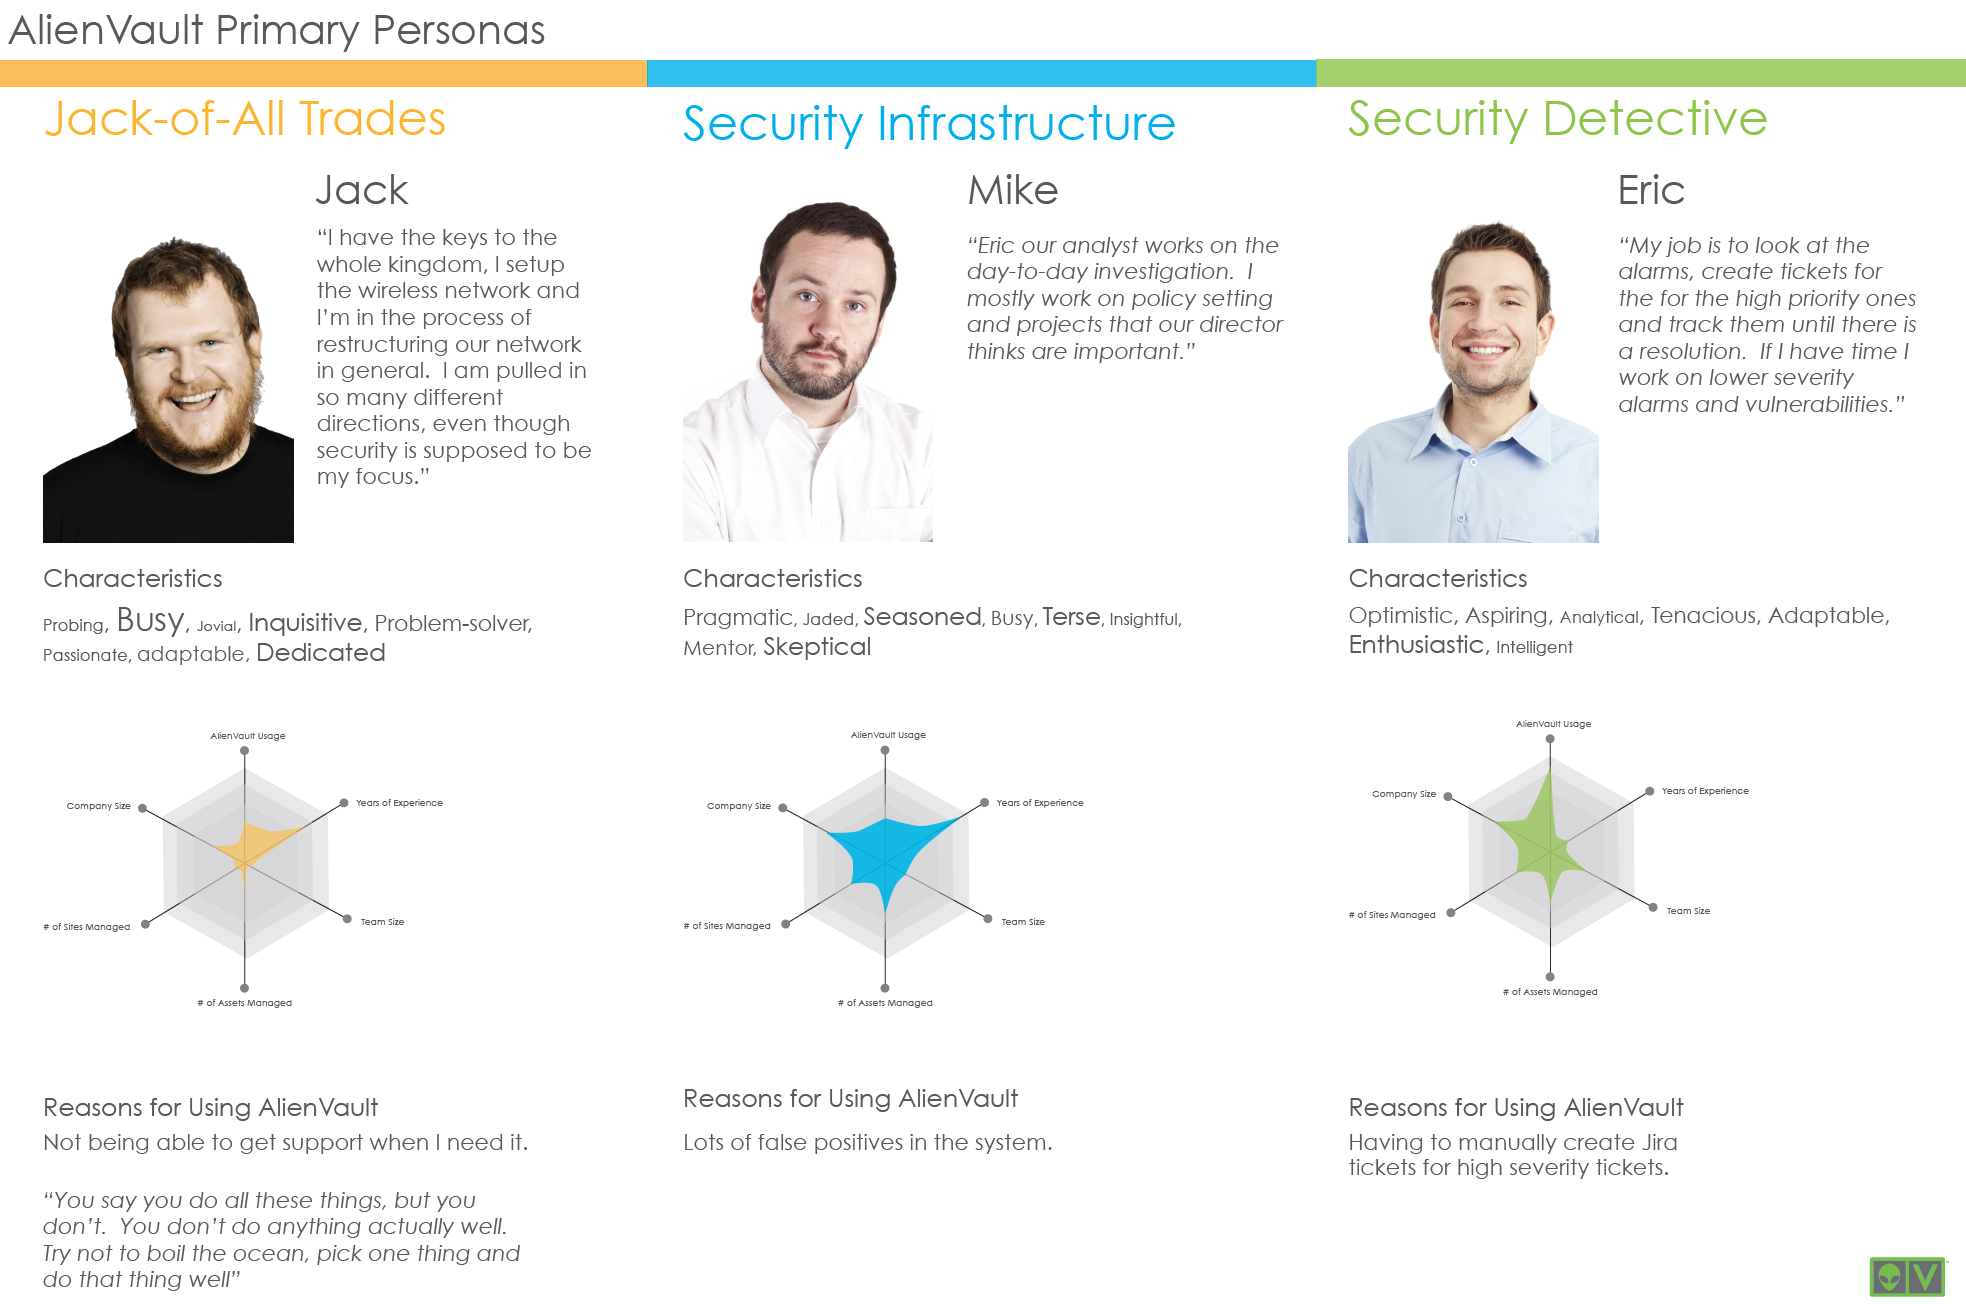 AlienVault Primary Personas
Jack-of-All Trades
Jack
“I have the keys to the
whole kingdom, I setup
the wireless network and
I’m in the process of
restructuring our network
in general.  I am pulled in
so many different
directions, even though
security is supposed to be
my focus.”
Characteristics
Probing, Busy, Jovial, Inquisitive, Problem-solver,
Passionate, adaptable, Dedicated
AlienVault Usage
Company Size
Years of Experience
# of Sites Managed
Team Size
# of Assets Managed
Reasons for Using AlienVault
Not being able to get support when I need it.
“You say you do all these things, but you
don’t.  You don’t do anything actually well.
Try not to boil the ocean, pick one thing and
do that thing well”
Security Infrastructure
Mike
“Eric our analyst works on the
day-to-day investigation.  I
mostly work on policy setting
and projects that our director
thinks are important.”
Characteristics
Pragmatic, Jaded, Seasoned, Busy, Terse, Insightful,
Mentor, Skeptical
AlienVault Usage
Company Size
Years of Experience
# of Sites Managed
Team Size
# of Assets Managed
Reasons for Using AlienVault
Lots of false positives in the system.
Security Detective
Eric
“My job is to look at the
alarms, create tickets for
the for the high priority ones
and track them until there is
a resolution.  If I have time I
work on lower severity
alarms and vulnerabilities.”
Characteristics
Optimistic, Aspiring, Analytical, Tenacious, Adaptable,
Enthusiastic, Intelligent
AlienVault Usage
Company Size
Years of Experience
# of Sites Managed
Team Size
# of Assets Managed
Reasons for Using AlienVault
Having to manually create Jira
tickets for high severity tickets.
V